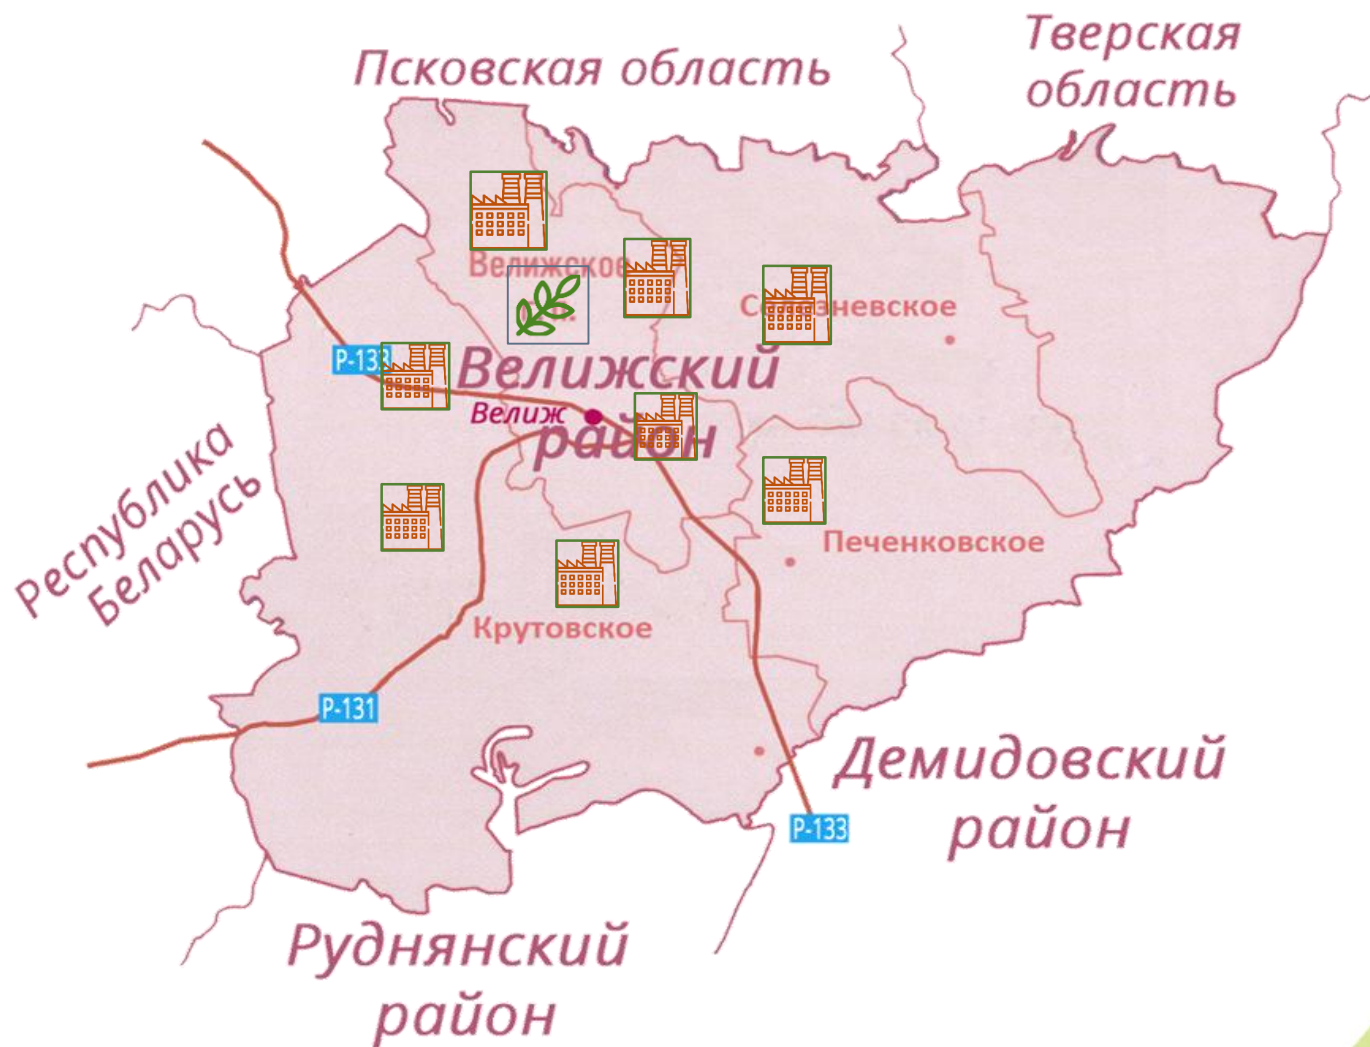 Тверская
область
Псковская область
Велижское
Селезневское
Р-133
Велижский
район
Велиж
Республика
Беларусь
Печенковское
Крутовское
Р-131
Демидовский
район
Р-133
Руднянский
район